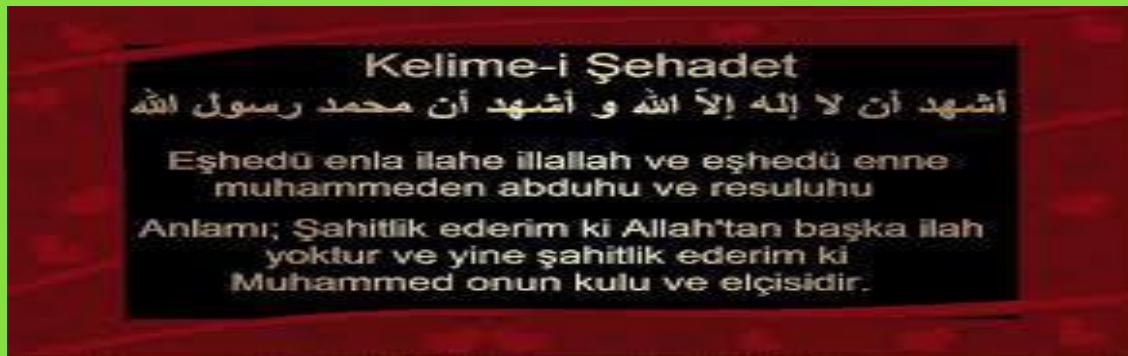 Kelime-i Şehadet
أشهد أن لا إله إلاّ الله و أشهد أن محمد رسول الله
Eşhedü enla ilahe illallah ve eşhedü enne
muhammeden abduhu ve resuluhu
Anlamı; Şahitlik ederim ki Allah'tan başka ilah
yoktur ve yine şahitlik ederim ki
Muhammed onun kulu ve elçisidir.